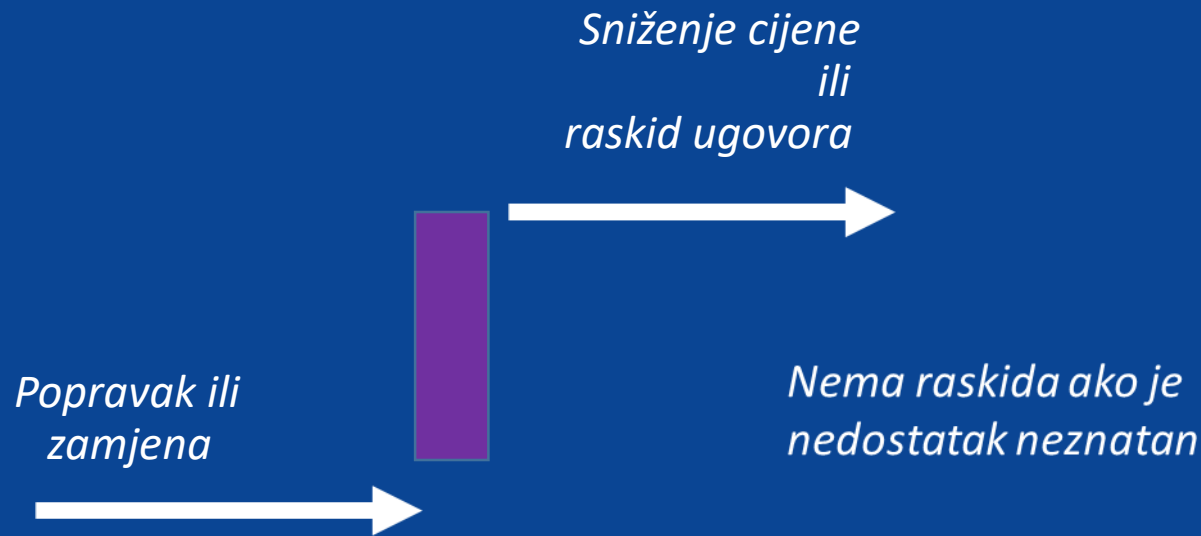 Sniženje cijene
ili
raskid ugovora
Popravak ili
zamjena
Nema raskida ako je
nedostatak neznatan